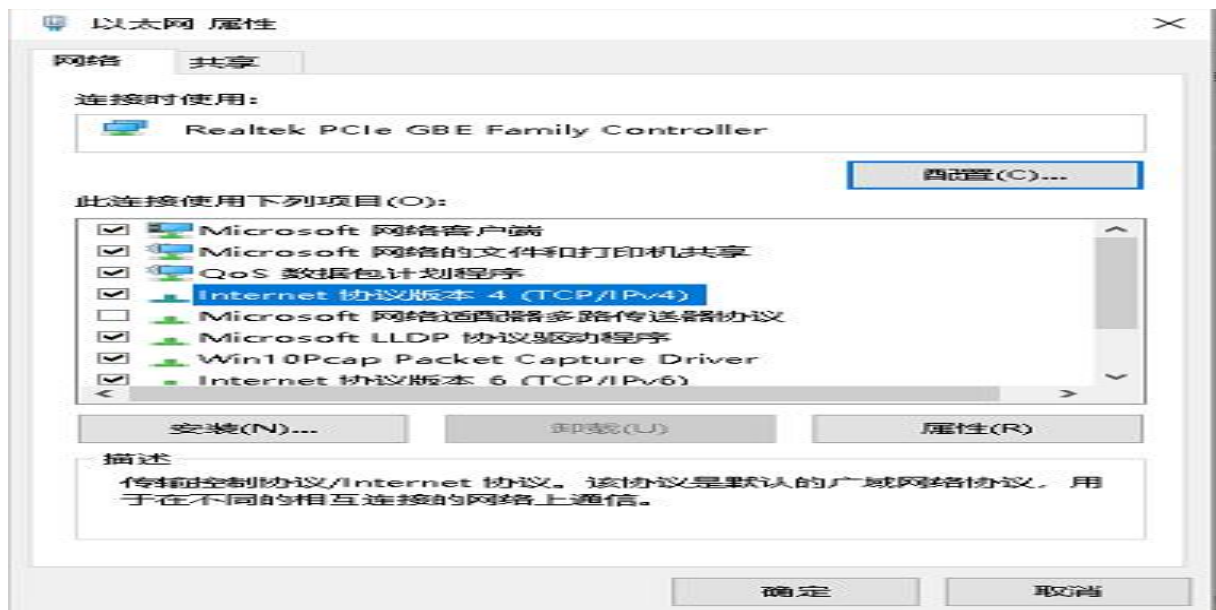 以太网 属性
网络 共享
连接时使用:
Realtek PCIe GBE Family Controller
配置(C)...
此连接使用下列项目(O):
Microsoft 网络客户端
Microsoft 网络的文件和打印机共享
QoS 数据包计划程序
Internet 协议版本 4 (TCP/IPv4)
Microsoft 网络适配器多路传送器协议
Microsoft LLDP 协议驱动程序
Win10Pcap Packet Capture Driver
Internet 协议版本 6 (TCP/IPv6)
安装(N)... 卸载(U) 属性(R)
描述
传输控制协议/Internet 协议。该协议是默认的广域网络协议，用
于在不同的相互连接的网络上通信。
确定 取消